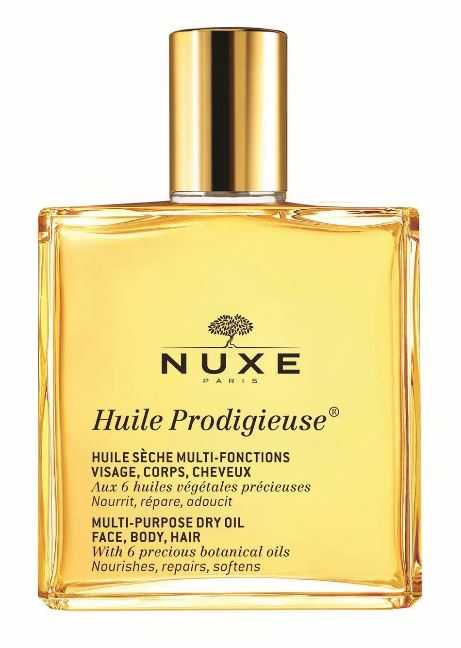 NUXE
PARIS
Huile Prodigieuse®
HUILE SÈCHE MULTI-FONCTIONS
VISAGE, CORPS, CHEVEUX
Aux 6 huiles végétales précieuses
Nourrit, répare, adoucit
MULTI-PURPOSE DRY OIL
FACE, BODY, HAIR
With 6 precious botanical oils
Nourishes, repairs, softens